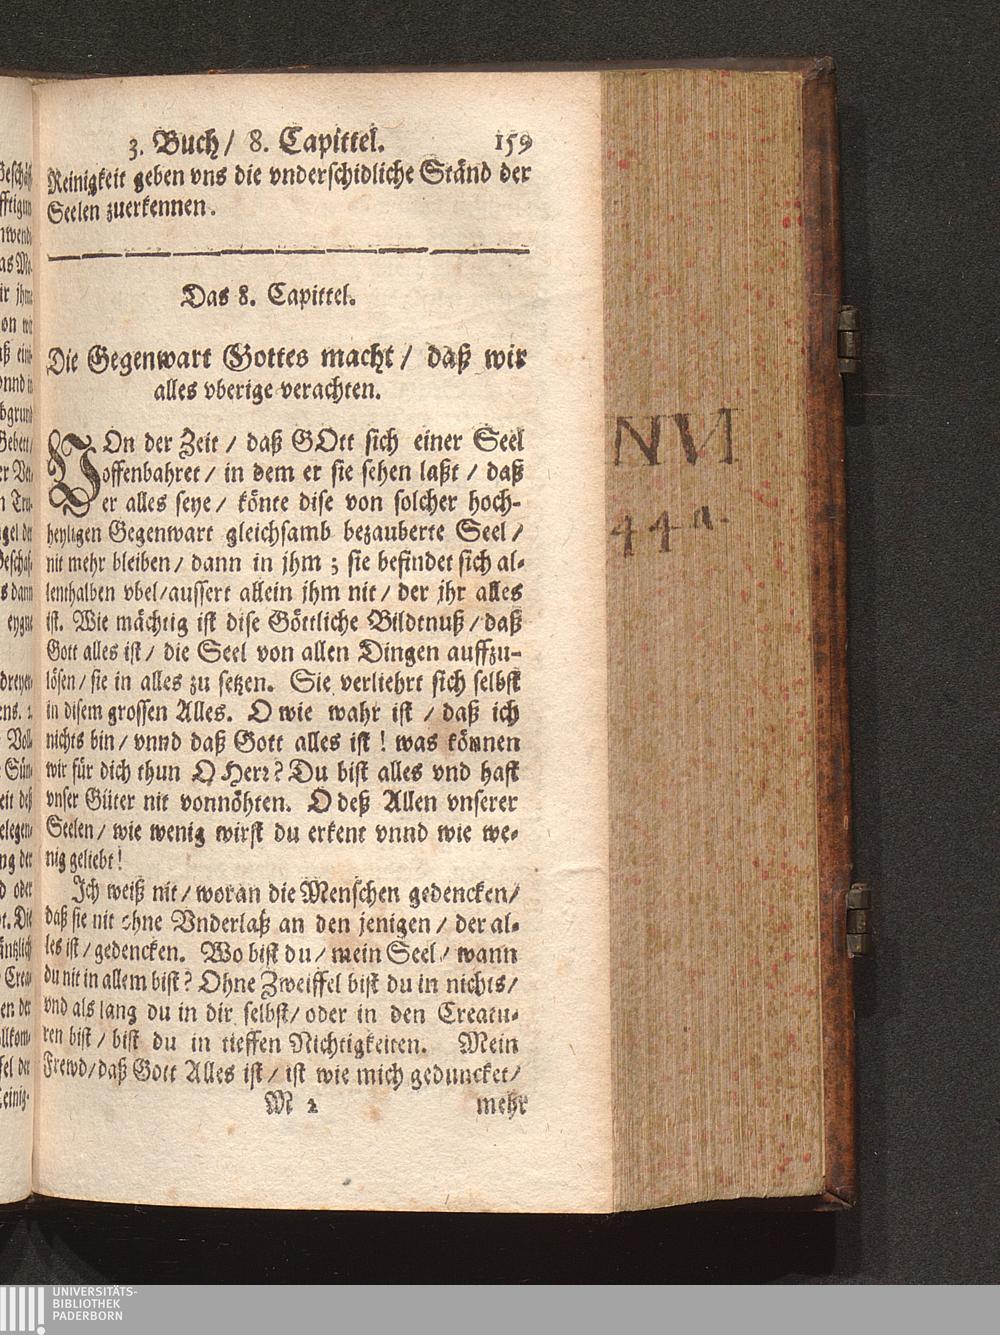 3. Buch / 8. Capittel. 159
Reinigkeit geben vns die vnderschidliche Ständ der
Seelen zuerkennen.
Das 8. Capittel.
Die Gegenwart Gottes macht / daß wir
alles vberige verachten.
VOn der Zeit / daß GOtt sich einer Seel
offenbahret / in dem er sie sehen laßt / daß
er alles seye / könte dise von solcher hoch-
heyligen Gegenwart gleichsamb bezauberte Seel /
nit mehr bleiben / dann in jhm ; sie befindet sich al-
lenthalben vbel / aussert allein jhm nit / der jhr alles
ist. Wie mächtig ist dise Göttliche Bildtnuß / daß
Gott alles ist / die Seel von allen Dingen auffzu-
lösen / sie in alles zu setzen. Sie verliehrt sich selbst
in disem grossen Alles. O wie wahr ist / daß ich
nichts bin / vnnd daß Gott alles ist ! was können
wir für dich thun O Herr ? Du bist alles vnd hast
vnser Güter nit vonnöhten. O deß Allen vnserer
Seelen / wie wenig wirst du erkent vnnd wie we-
nig geliebt !
Ich weiß nit / woran die Menschen gedencken /
daß sie nit ohne Vnderlaß an den jenigen / der al-
les ist / gedencken. Wo bist du / mein Seel / wann
du nit in allem bist ? Ohne Zweiffel bist du in nichts /
vnd als lang du in dir selbst / oder in den Creatu-
ren bist / bist du in tieffen Nichtigkeiten. Mein
Frewd / daß Gott Alles ist / ist wie mich geduncket /
M 2 mehr
44 a.
UNIVERSITÄTS-
BIBLIOTHEK
PADERBORN